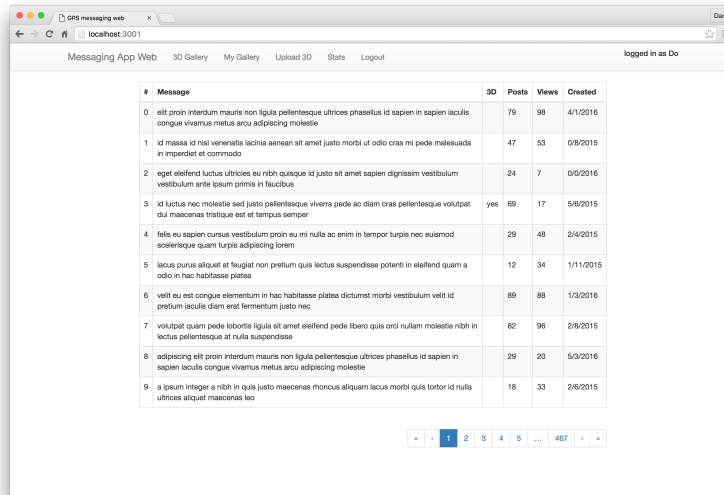 GPS messaging web
Dan
localhost:3001
Messaging App Web 3D Gallery My Gallery Upload 3D Stats Logout logged in as Do
# Message 3D Posts Views Created
0 elit proin interdum mauris non ligula pellentesque ultrices phasellus id sapien in sapien iaculis 79 98 4/1/2016
congue vivamus metus arcu adipiscing molestie
1 id massa id nisl venenatis lacinia aenean sit amet justo morbi ut odio cras mi pede malesuada 47 53 0/8/2015
in imperdiet et commodo
2 eget eleifend luctus ultricies eu nibh quisque id justo sit amet sapien dignissim vestibulum 24 7 0/0/2016
vestibulum ante ipsum primis in faucibus
3 id luctus nec molestie sed justo pellentesque viverra pede ac diam cras pellentesque volutpat yes 69 17 5/6/2015
dui maecenas tristique est et tempus semper
4 felis eu sapien cursus vestibulum proin eu mi nulla ac enim in tempor turpis nec euismod 29 48 2/4/2015
scelerisque quam turpis adipiscing lorem
5 lacus purus aliquet at feugiat non pretium quis lectus suspendisse potenti in eleifend quam a 12 34 1/11/2015
odio in hac habitasse platea
6 velit eu est congue elementum in hac habitasse platea dictumst morbi vestibulum velit id 89 88 1/3/2016
pretium iaculis diam erat fermentum justo nec
7 volutpat quam pede lobortis ligula sit amet eleifend pede libero quis orci nullam molestie nibh in 82 96 2/8/2015
lectus pellentesque at nulla suspendisse
8 adipiscing elit proin interdum mauris non ligula pellentesque ultrices phasellus id sapien in 29 20 5/3/2016
sapien iaculis congue vivamus metus arcu adipiscing molestie
9 a ipsum integer a nibh in quis justo maecenas rhoncus aliquam lacus morbi quis tortor id nulla 18 33 2/6/2015
ultrices aliquet maecenas leo
« ‹ 1 2 3 4 5 ... 467 › »